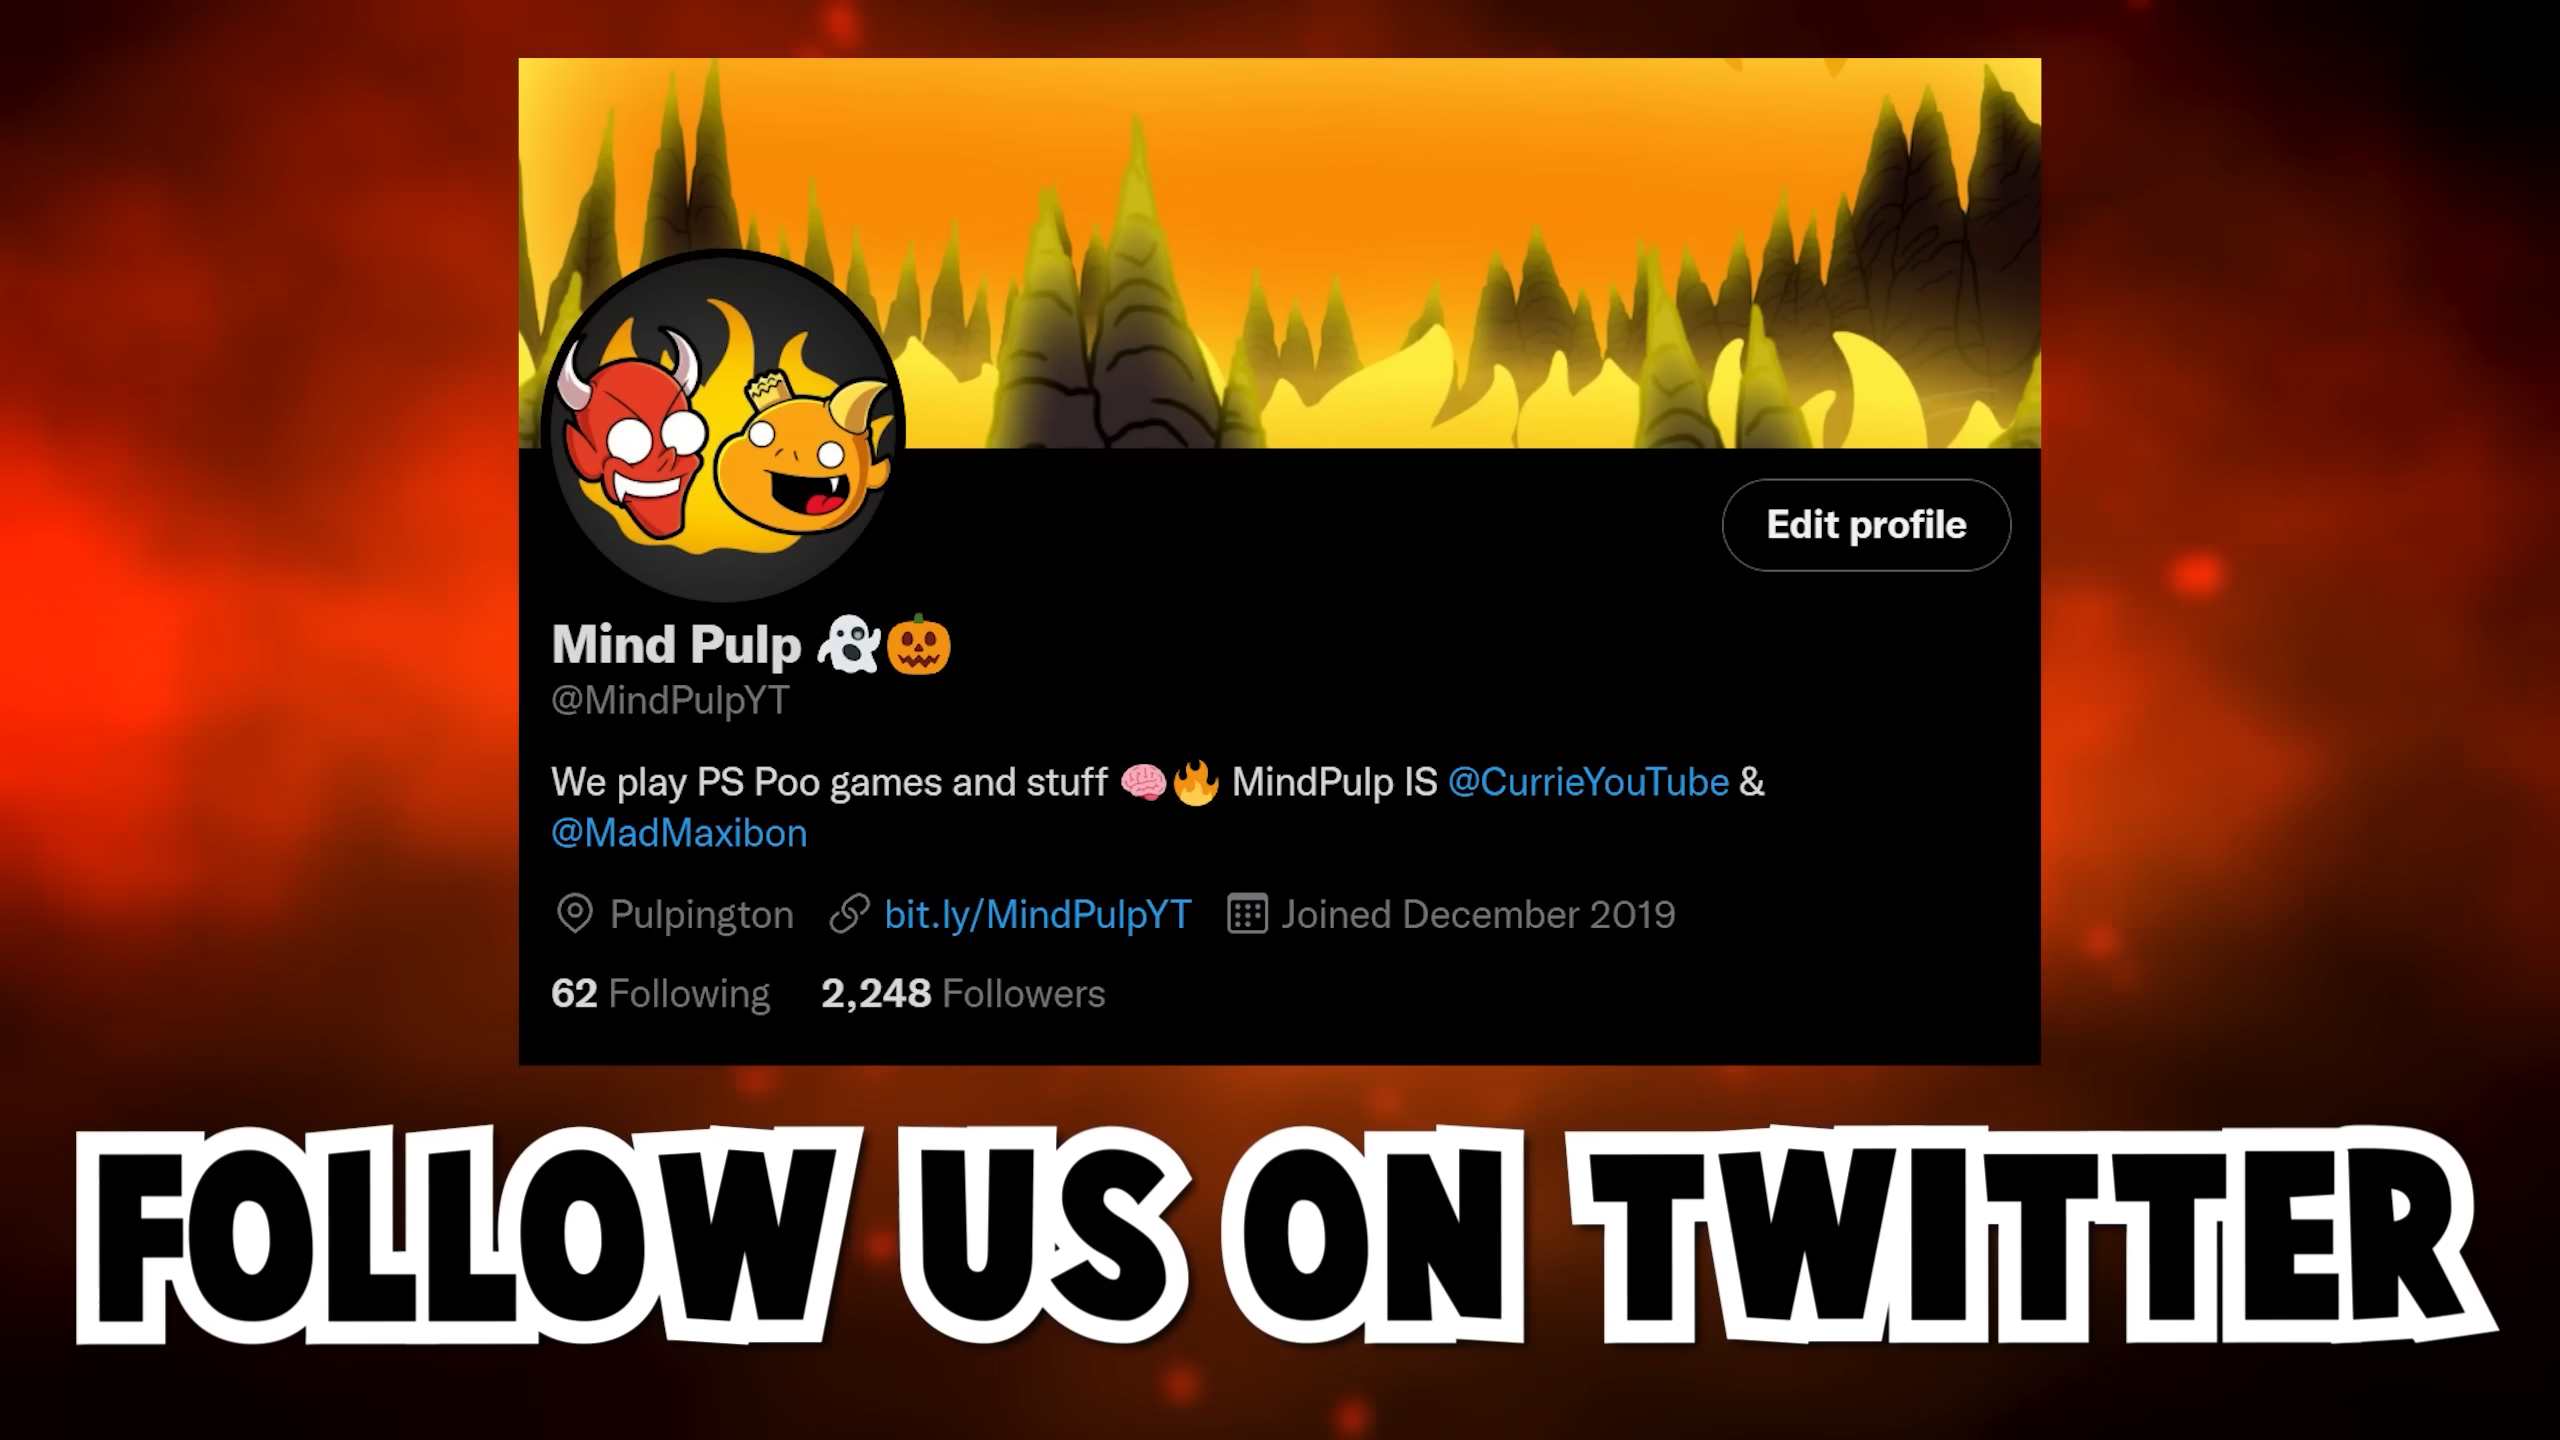 Edit profile
Mind Pulp 👻🎃
@MindPulpYT
We play PS Poo games and stuff 🧠🔥 MindPulp IS @CurrieYouTube &
@MadMaxibon
Pulpington bit.ly/MindPulpYT Joined December 2019
62 Following 2,248 Followers
FOLLOW US ON TWITTER